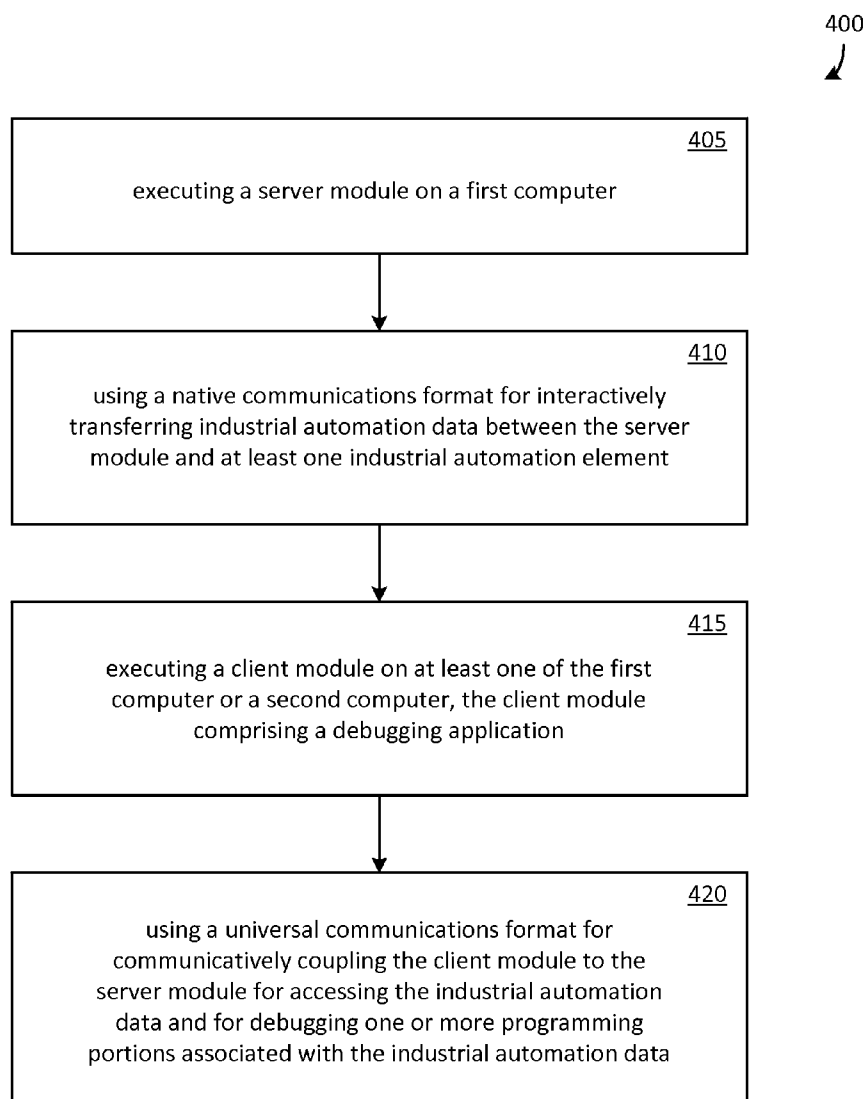 400
405
executing a server module on a first computer
410
using a native communications format for interactively
transferring industrial automation data between the server
module and at least one industrial automation element
415
executing a client module on at least one of the first
computer or a second computer, the client module
comprising a debugging application
420
using a universal communications format for
communicatively coupling the client module to the
server module for accessing the industrial automation
data and for debugging one or more programming
portions associated with the industrial automation data